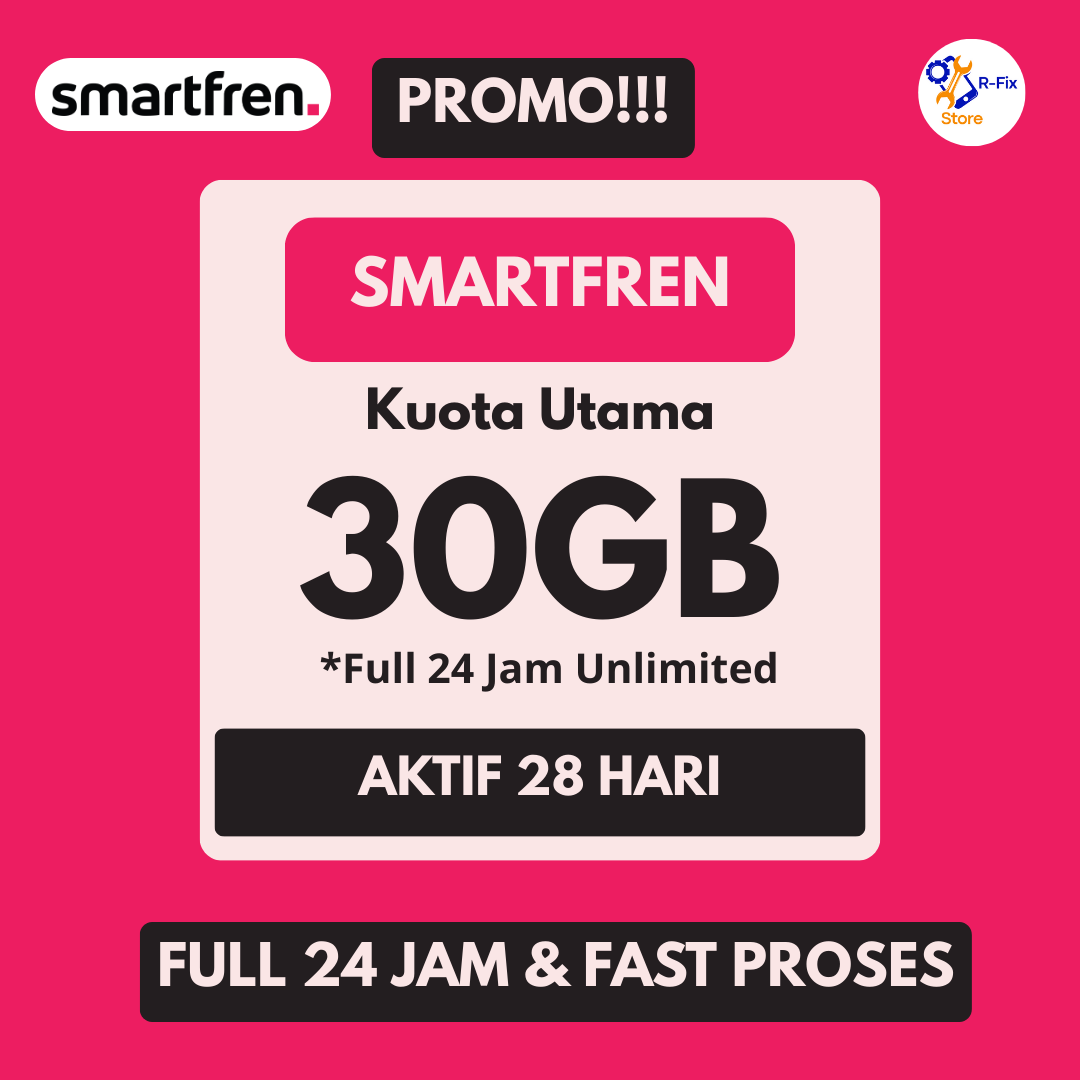 smartfren.
PROMO!!!
R-Fix
Store
SMARTFREN
Kuota Utama
30GB
*Full 24 Jam Unlimited
AKTIF 28 HARI
FULL 24 JAM & FAST PROSES